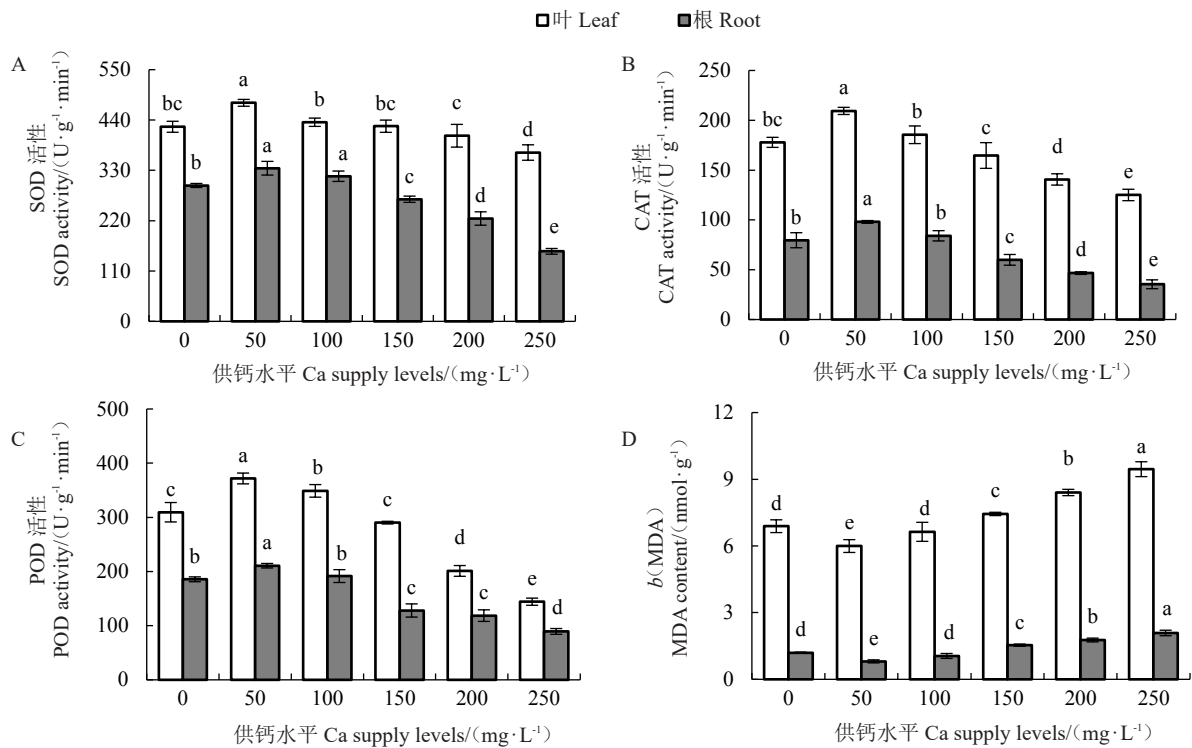 叶 Leaf 根 Root
A
SOD 活性
SOD activity/(U·g⁻¹·min⁻¹)
550
440
330
220
110
0
bc a b bc c d
b a a c d e
0 50 100 150 200 250
供钙水平 Ca supply levels/(mg·L⁻¹)
B
CAT 活性
CAT activity/(U·g⁻¹·min⁻¹)
250
200
150
100
50
0
bc a b c d e
b a b c d e
0 50 100 150 200 250
供钙水平 Ca supply levels/(mg·L⁻¹)
C
POD 活性
POD activity/(U·g⁻¹·min⁻¹)
500
400
300
200
100
0
c a b c d e
b a b c c d
0 50 100 150 200 250
供钙水平 Ca supply levels/(mg·L⁻¹)
D
b(MDA)
MDA content/(nmol·g⁻¹)
12
9
6
3
0
d e d c b a
d e d c b a
0 50 100 150 200 250
供钙水平 Ca supply levels/(mg·L⁻¹)